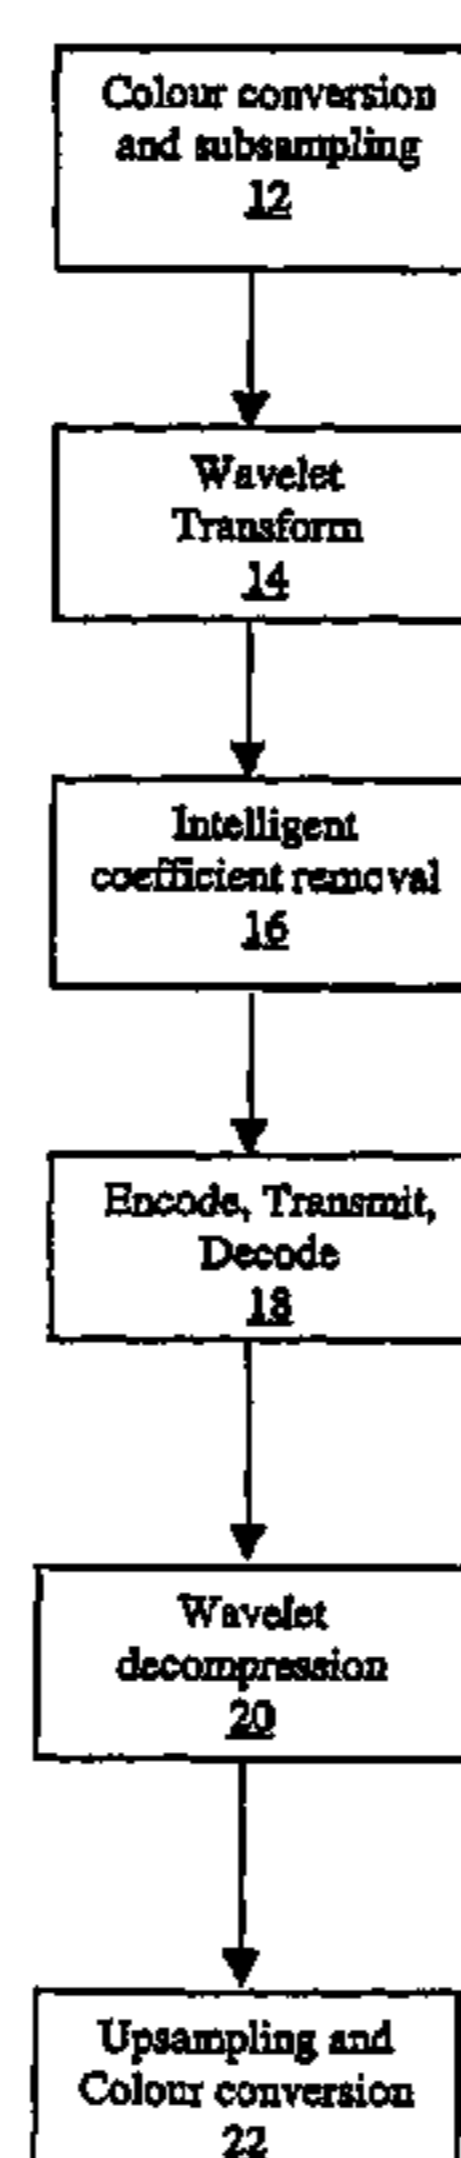 Colour conversion
and subsampling
12
Wavelet
Transform
14
Intelligent
coefficient removal
16
Encode, Transmit,
Decode
18
Wavelet
decompression
20
Upsampling and
Colour conversion
22